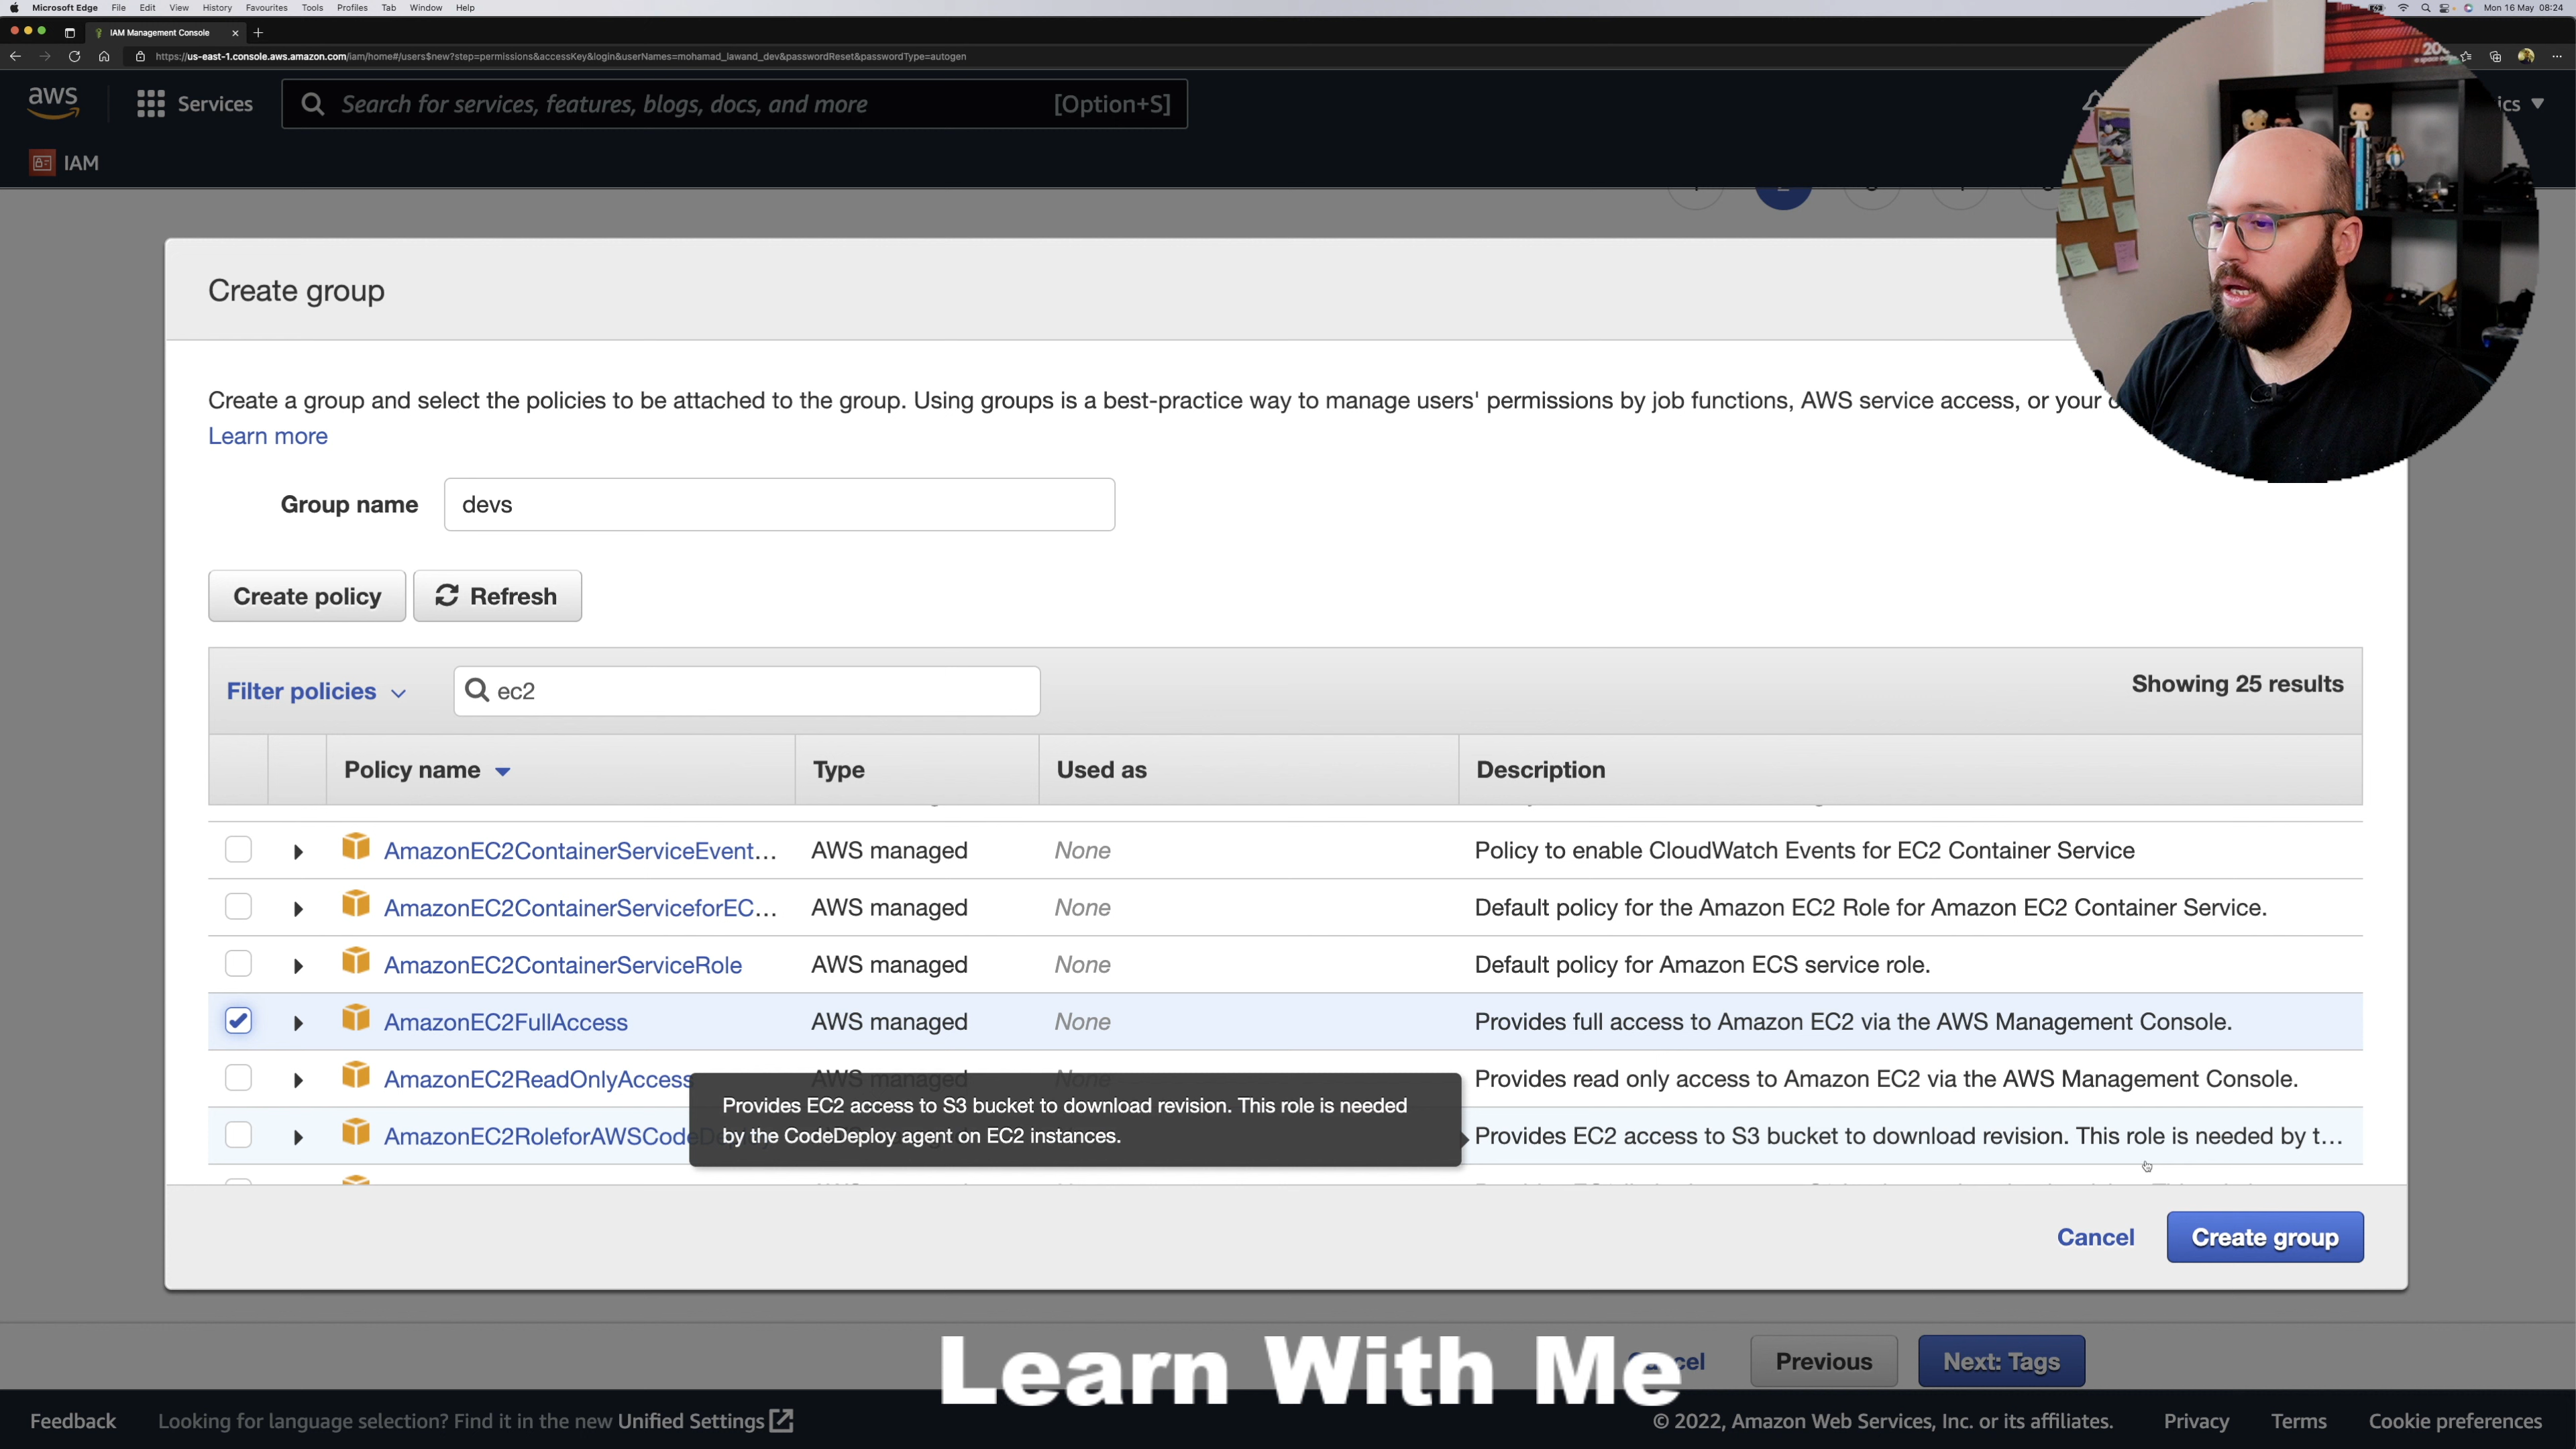 Microsoft Edge File Edit View History Favourites Tools Profiles Tab Window Help Mon 16 May 08:24
IAM Management Console
https://us-east-1.console.aws.amazon.com/iam/home#/users$new?step=permissions&accessKey&login&userNames=mohamad_lawand_dev&passwordReset&passwordType=autogen
aws Services Search for services, features, blogs, docs, and more [Option+S] ics
IAM
2
Create group
Create a group and select the policies to be attached to the group. Using groups is a best-practice way to manage users' permissions by job functions, AWS service access, or your
Learn more
Group name devs
Create policy Refresh
Filter policies ec2 Showing 25 results
Policy name Type Used as Description
AmazonEC2ContainerServiceEvent... AWS managed None Policy to enable CloudWatch Events for EC2 Container Service
AmazonEC2ContainerServiceforEC... AWS managed None Default policy for the Amazon EC2 Role for Amazon EC2 Container Service.
AmazonEC2ContainerServiceRole AWS managed None Default policy for Amazon ECS service role.
AmazonEC2FullAccess AWS managed None Provides full access to Amazon EC2 via the AWS Management Console.
AmazonEC2ReadOnlyAccess AWS managed None Provides read only access to Amazon EC2 via the AWS Management Console.
Provides EC2 access to S3 bucket to download revision. This role is needed
by the CodeDeploy agent on EC2 instances.
AmazonEC2RoleforAWSCodeD Provides EC2 access to S3 bucket to download revision. This role is needed by t...
Cancel Create group
Learn With Me
Previous Next: Tags
Feedback Looking for language selection? Find it in the new Unified Settings © 2022, Amazon Web Services, Inc. or its affiliates. Privacy Terms Cookie preferences